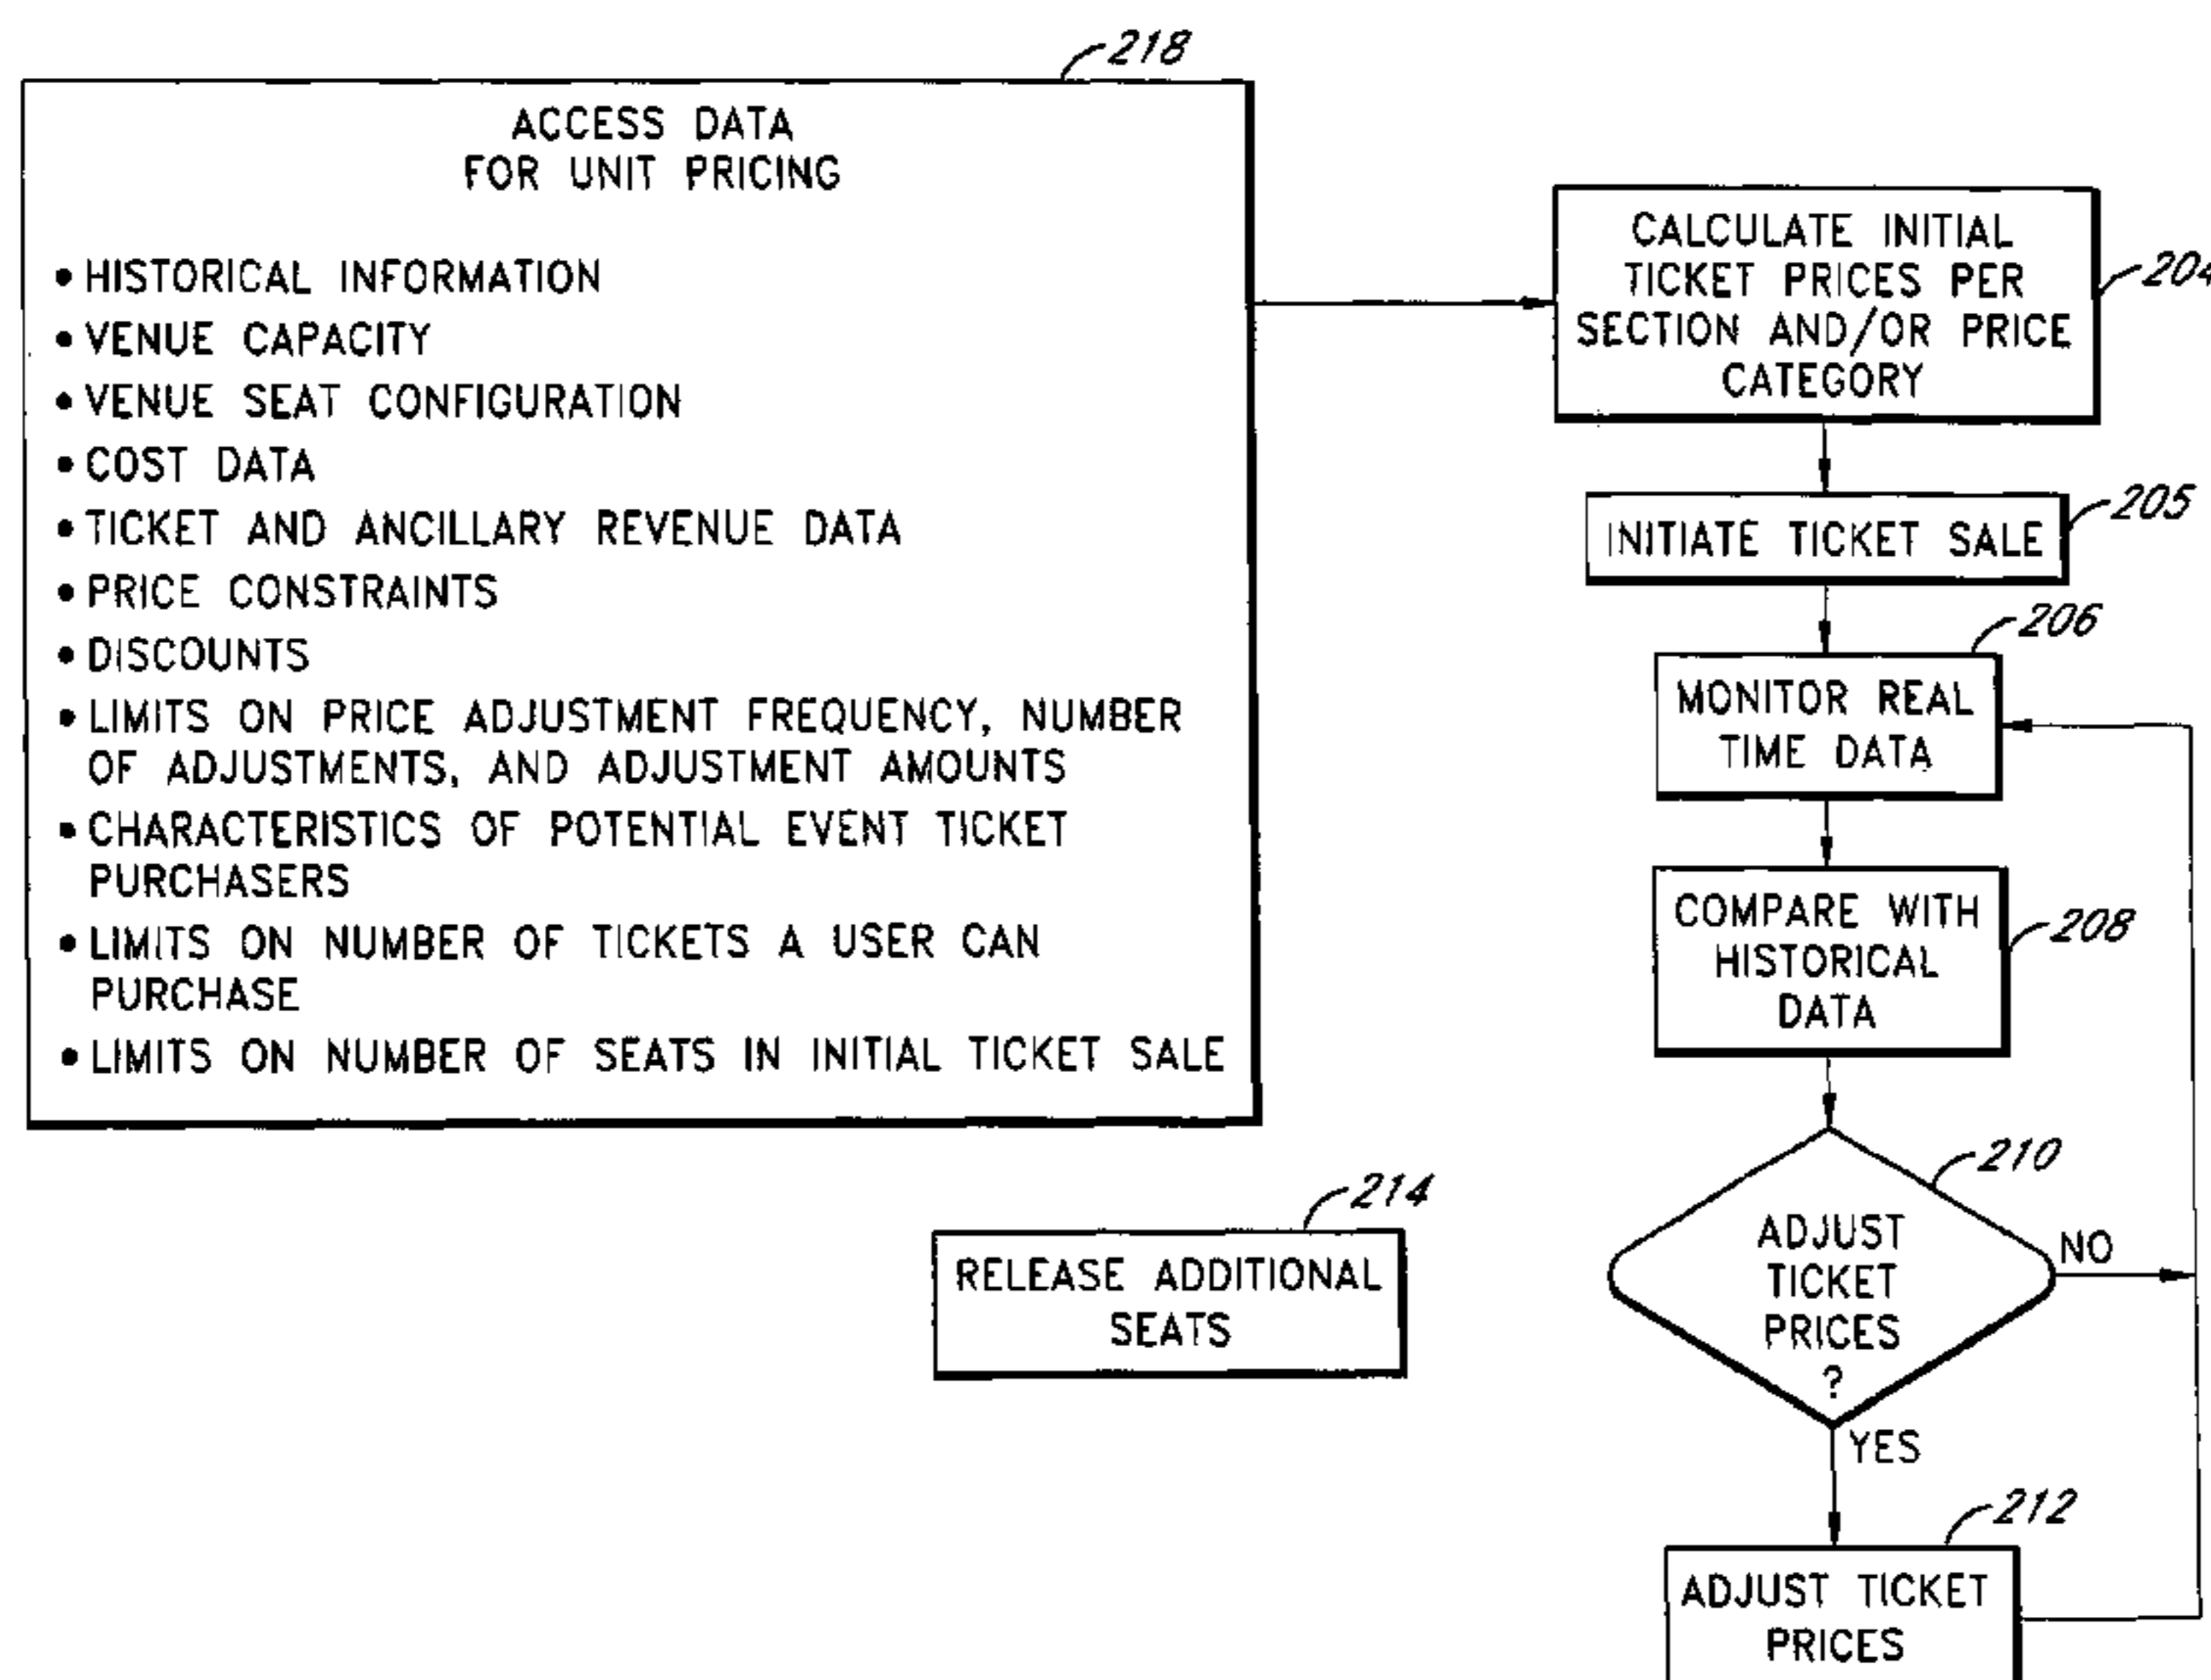 218
ACCESS DATA
FOR UNIT PRICING
• HISTORICAL INFORMATION
• VENUE CAPACITY
• VENUE SEAT CONFIGURATION
• COST DATA
• TICKET AND ANCILLARY REVENUE DATA
• PRICE CONSTRAINTS
• DISCOUNTS
• LIMITS ON PRICE ADJUSTMENT FREQUENCY, NUMBER
OF ADJUSTMENTS, AND ADJUSTMENT AMOUNTS
• CHARACTERISTICS OF POTENTIAL EVENT TICKET
PURCHASERS
• LIMITS ON NUMBER OF TICKETS A USER CAN
PURCHASE
• LIMITS ON NUMBER OF SEATS IN INITIAL TICKET SALE
CALCULATE INITIAL
TICKET PRICES PER
SECTION AND/OR PRICE
CATEGORY
204
205
INITIATE TICKET SALE
206
MONITOR REAL
TIME DATA
COMPARE WITH
HISTORICAL
DATA
208
214
RELEASE ADDITIONAL
SEATS
210
ADJUST
TICKET
PRICES
?
NO
YES
212
ADJUST TICKET
PRICES